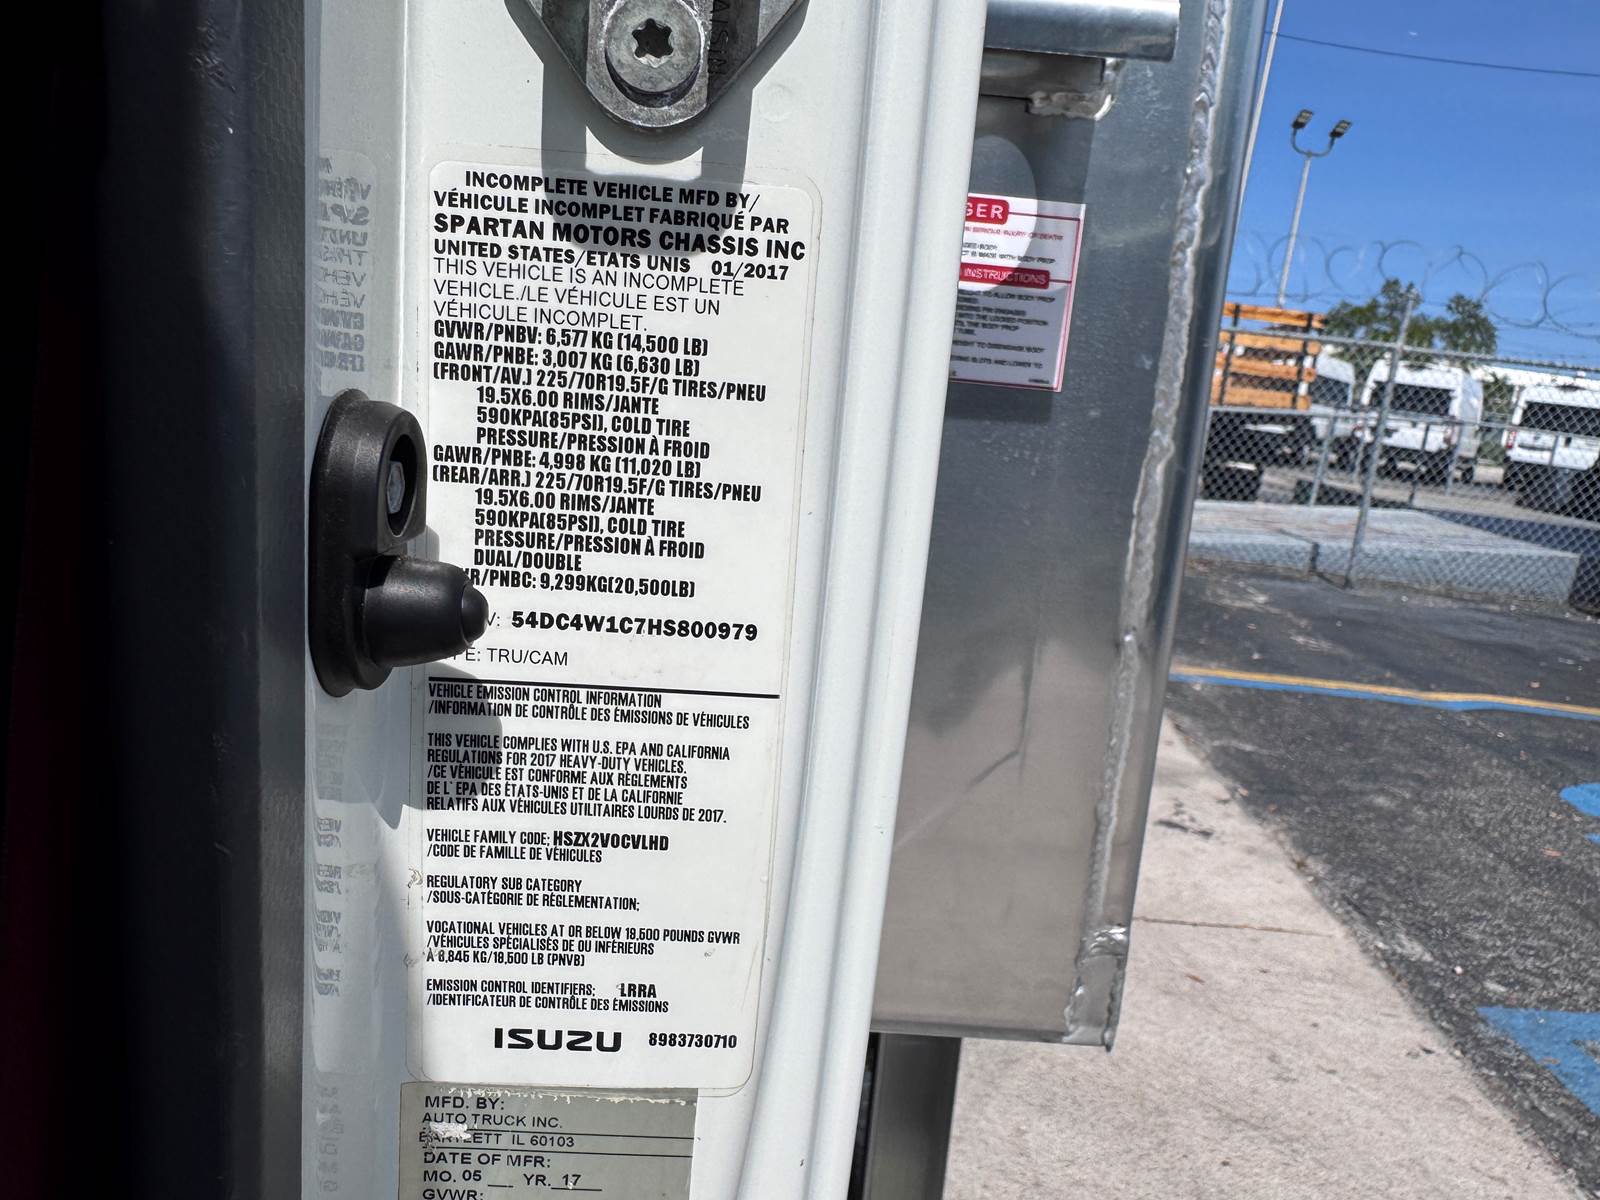 INCOMPLETE VEHICLE MFD BY/
VÉHICULE INCOMPLET FABRIQUÉ PAR
SPARTAN MOTORS CHASSIS INC
UNITED STATES/ETATS UNIS 01/2017
THIS VEHICLE IS AN INCOMPLETE
VEHICLE./LE VÉHICULE EST UN
VÉHICULE INCOMPLET.
GVWR/PNBV: 6,577 KG (14,500 LB)
GAWR/PNBE: 3,007 KG (6,630 LB)
(FRONT/AV.) 225/70R19.5F/G TIRES/PNEU
19.5X6.00 RIMS/JANTE
590KPA(85PSI), COLD TIRE
PRESSURE/PRESSION À FROID
GAWR/PNBE: 4,998 KG (11,020 LB)
(REAR/ARR.) 225/70R19.5F/G TIRES/PNEU
19.5X6.00 RIMS/JANTE
590KPA(85PSI), COLD TIRE
PRESSURE/PRESSION À FROID
DUAL/DOUBLE
R/PNBC: 9,299KG(20,500LB)
V: 54DC4W1C7HS800979
E: TRU/CAM
VEHICLE EMISSION CONTROL INFORMATION
/INFORMATION DE CONTRÔLE DES ÉMISSIONS DE VÉHICULES
THIS VEHICLE COMPLIES WITH U.S. EPA AND CALIFORNIA
REGULATIONS FOR 2017 HEAVY-DUTY VEHICLES.
/CE VÉHICULE EST CONFORME AUX RÈGLEMENTS
DE L' EPA DES ÉTATS-UNIS ET DE LA CALIFORNIE
RELATIFS AUX VÉHICULES UTILITAIRES LOURDS DE 2017.
VEHICLE FAMILY CODE; HSZX2VOCVLHD
/CODE DE FAMILLE DE VÉHICULES
REGULATORY SUB CATEGORY
/SOUS-CATÉGORIE DE RÉGLEMENTATION;
VOCATIONAL VEHICLES AT OR BELOW 19,500 POUNDS GVWR
/VÉHICULES SPÉCIALISÉS DE OU INFÉRIEURS
À 8,845 KG/19,500 LB (PNVB)
EMISSION CONTROL IDENTIFIERS; LRRA
/IDENTIFICATEUR DE CONTRÔLE DES ÉMISSIONS
ISUZU 8983730710
MFD. BY:
AUTO TRUCK INC.
BARTLETT IL 60103
DATE OF MFR:
MO. 05 YR. 17
GVWR:
GER
INSTRUCTIONS